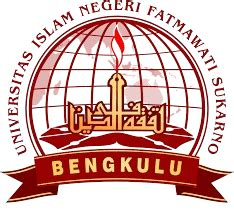 UNIVERSITAS ISLAM NEGERI FATMAWATI SUKARNO
BENGKULU